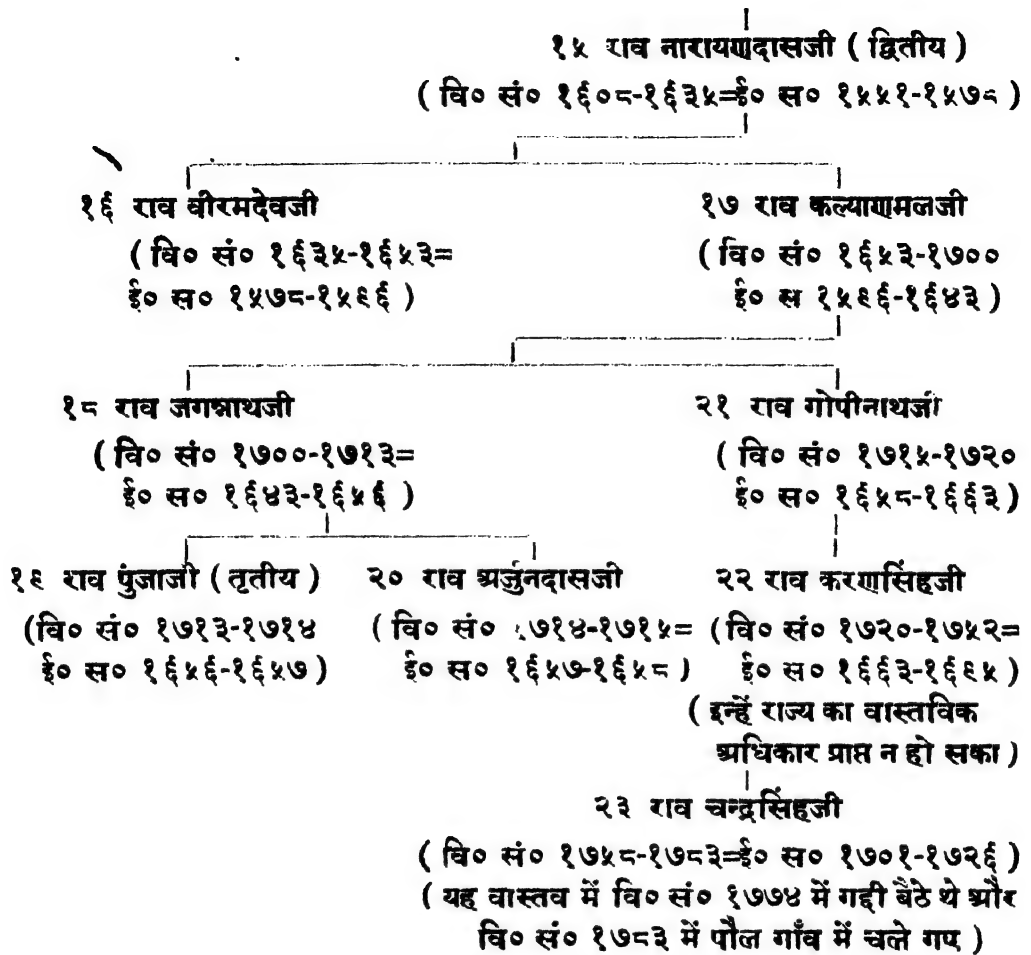 १५ राव नारायणदासजी ( द्वितीय )
( वि० सं० १६०८-१६३५=ई० स० १५५१-१५७८ )
१६ राव वीरमदेवजी
( वि० सं० १६३५-१६५३=
ई० स० १५७८-१५९६ )
१७ राव कल्याणमलजी
( वि० सं० १६५३-१७००
ई० स १५९६-१६४३ )
१८ राव जगन्नाथजी
( वि० सं० १७००-१७१३=
ई० स० १६४३-१६५६ )
२१ राव गोपीनाथजी
( वि० सं० १७१५-१७२०
ई० स० १६५८-१६६३ )
१९ राव पुंजाजी ( तृतीय )
(वि० सं० १७१३-१७१४
ई० स० १६५६-१६५७ )
२० राव अर्जुनदासजी
( वि० सं० १७१४-१७१५=
ई० स० १६५७-१६५८ )
२२ राव करणसिंहजी
( वि० सं० १७२०-१७५२=
ई० स० १६६३-१६९५ )
( इन्हें राज्य का वास्तविक
अधिकार प्राप्त न हो सका )
२३ राव चन्द्रसिंहजी
( वि० सं० १७५८-१७८३=ई० स० १७०१-१७२६ )
( यह वास्तव में वि० सं० १७७४ में गद्दी बैठे थे और
वि० सं० १७८३ में पौल गाँव में चले गए )